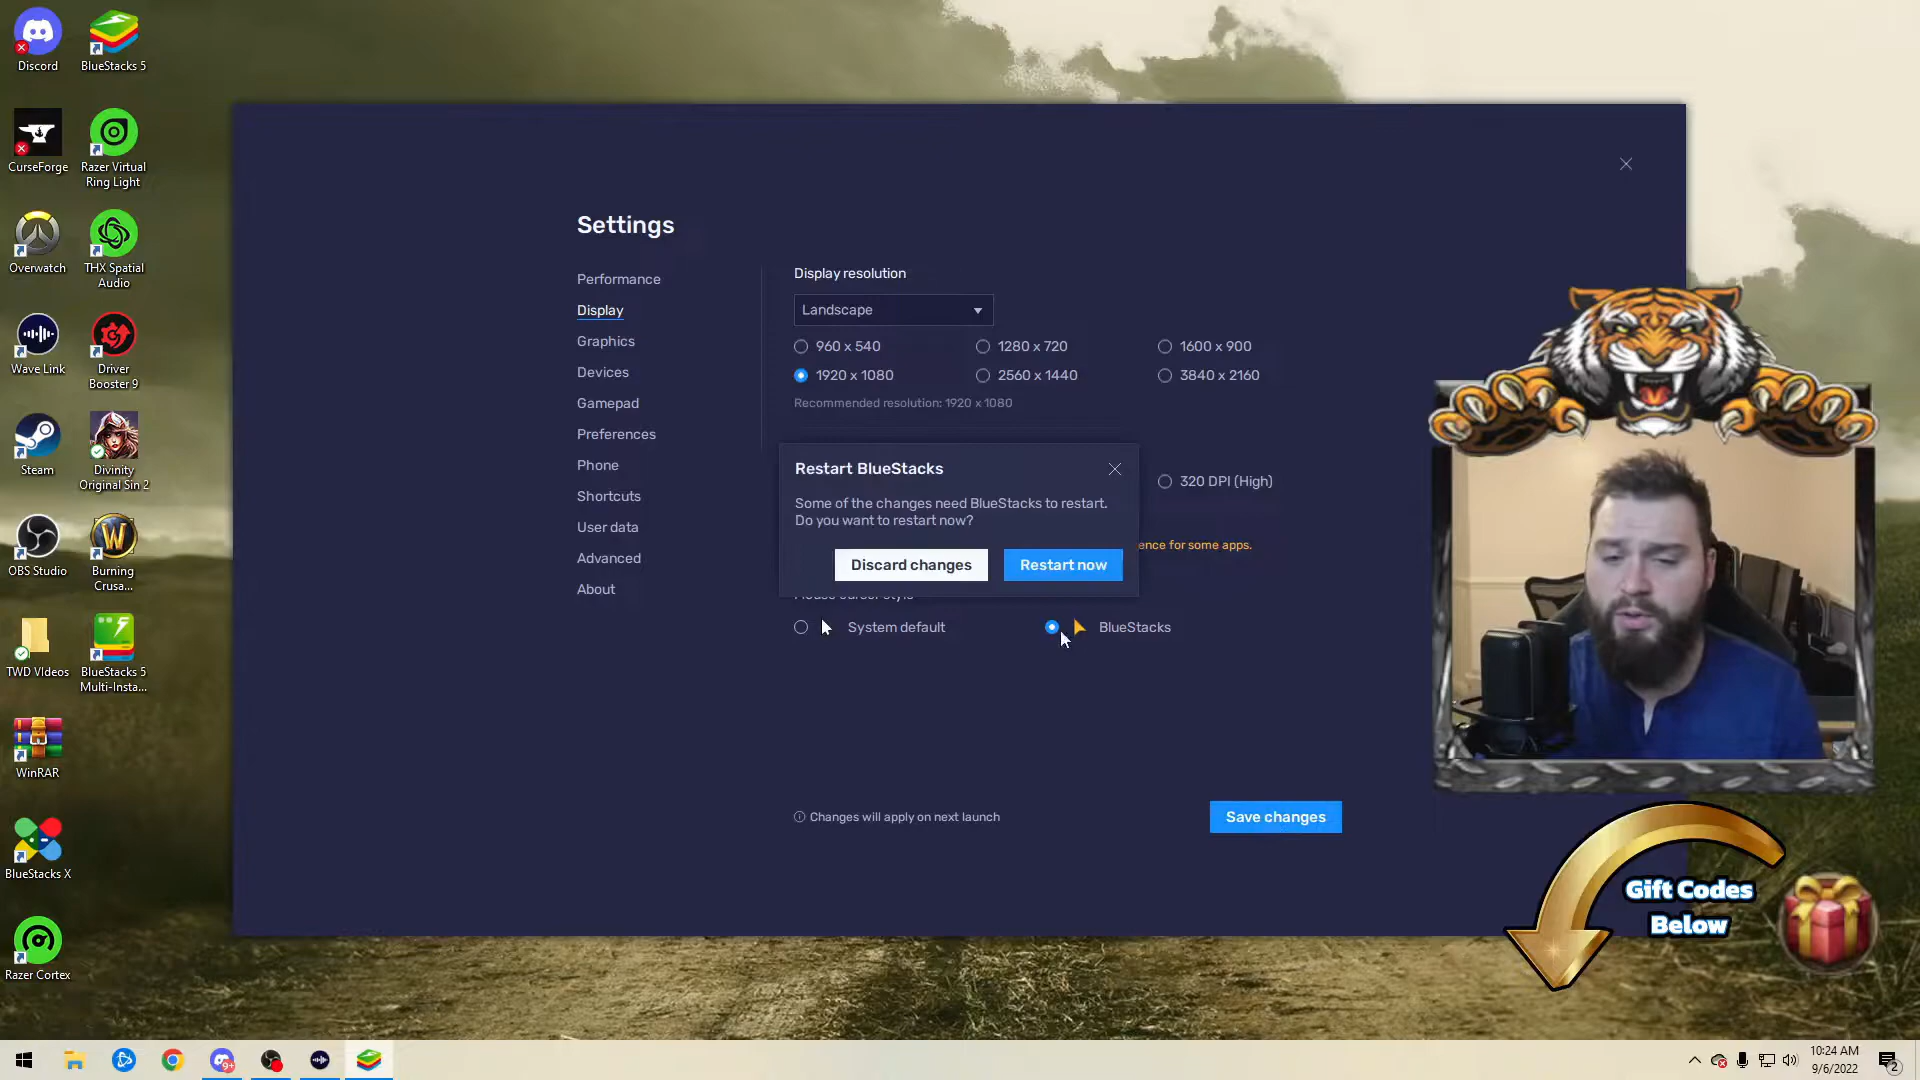 Discord
BlueStacks 5
CurseForge
Razer Virtual
Ring Light
Overwatch
THX Spatial
Audio
Wave Link
Driver
Booster 9
Steam
Divinity
Original Sin 2
OBS Studio
Burning
Crusa...
TWD VIdeos
BlueStacks 5
Multi-Insta...
WinRAR
BlueStacks X
Razer Cortex
Settings
Performance
Display
Graphics
Devices
Gamepad
Preferences
Phone
Shortcuts
User data
Advanced
About
Display resolution
Landscape
960 x 540
1280 x 720
1600 x 900
1920 x 1080
2560 x 1440
3840 x 2160
Recommended resolution: 1920 x 1080
320 DPI (High)
Restart BlueStacks
Some of the changes need BlueStacks to restart.
Do you want to restart now?
ence for some apps.
Discard changes
Restart now
Mouse cursor style
System default
BlueStacks
Changes will apply on next launch
Save changes
Gift Codes
Below
9+
10:24 AM
9/6/2022
2